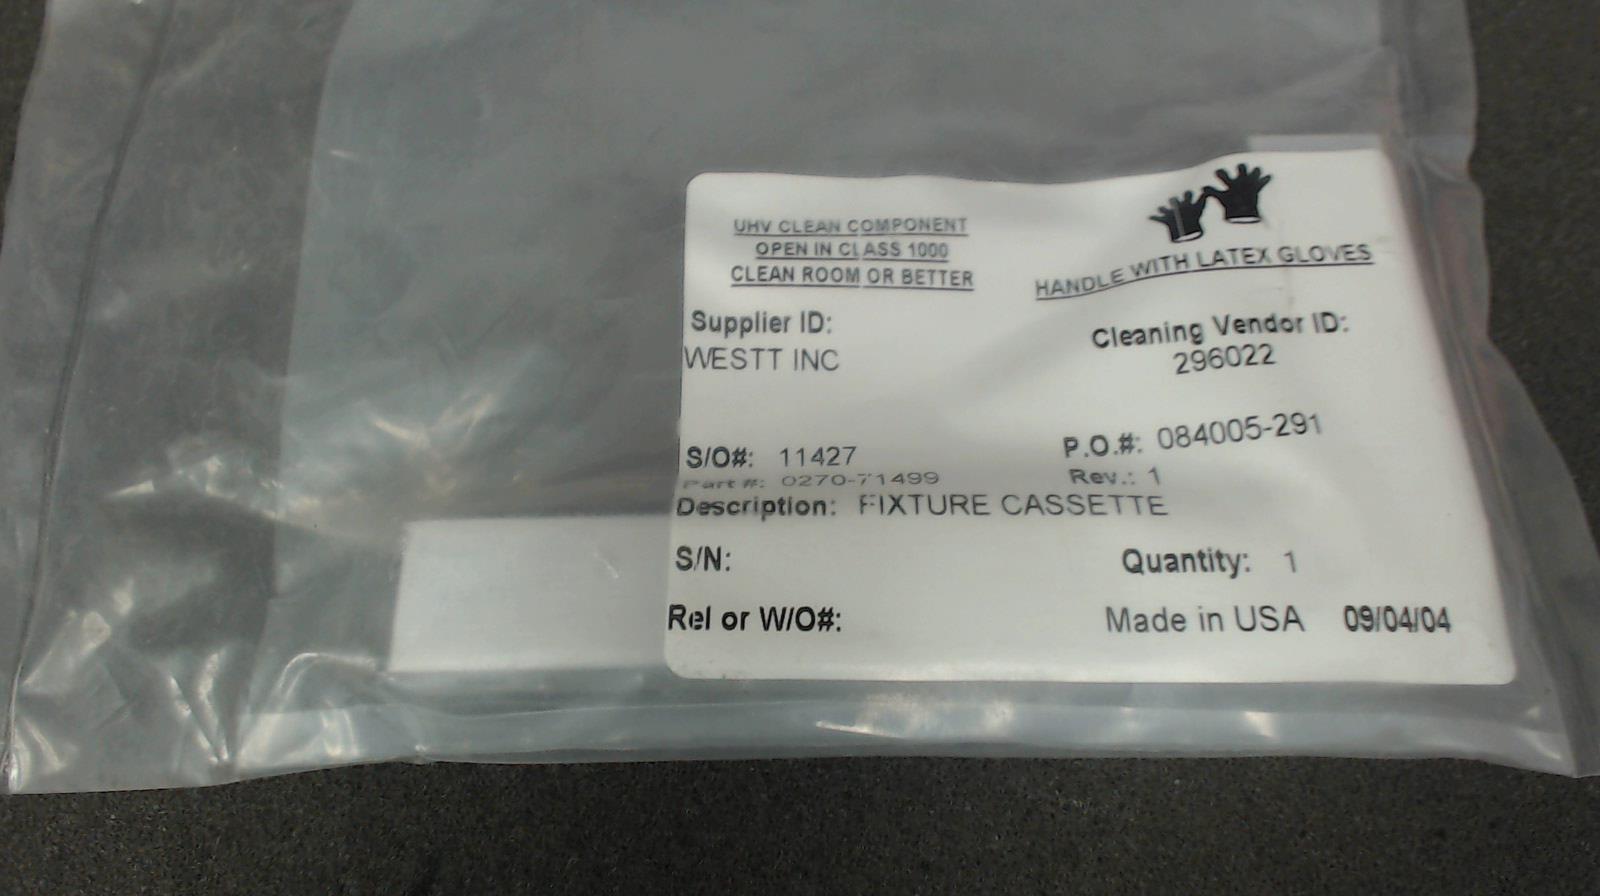 UHV CLEAN COMPONENT
OPEN IN CLASS 1000
CLEAN ROOM OR BETTER
HANDLE WITH LATEX GLOVES
Supplier ID:
WESTT INC
Cleaning Vendor ID:
296022
S/O#: 11427
P.O.#: 084005-291
Part #: 0270-71499
Rev.: 1
Description: FIXTURE CASSETTE
S/N:
Quantity: 1
Rel or W/O#:
Made in USA 09/04/04